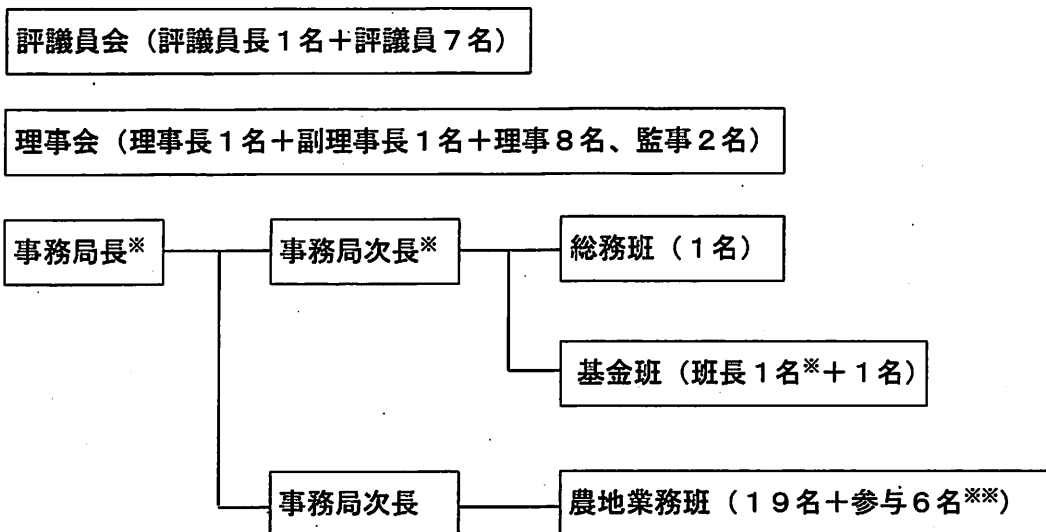 評議員会（評議員長１名＋評議員７名）
理事会（理事長１名＋副理事長１名＋理事８名、監事２名）
事務局長※
事務局次長※
総務班（１名）
基金班（班長１名※＋１名）
事務局次長
農地業務班（１９名＋参与６名※※）